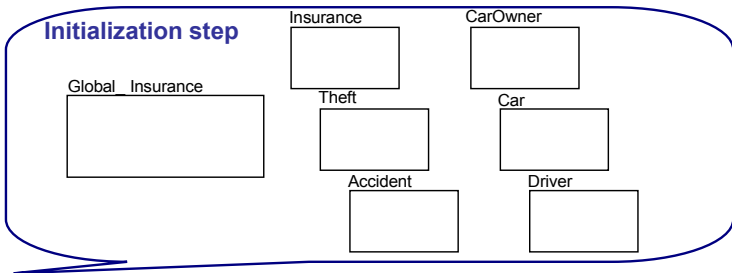 Initialization step
Insurance
CarOwner
Global_ Insurance
Theft
Car
Accident
Driver